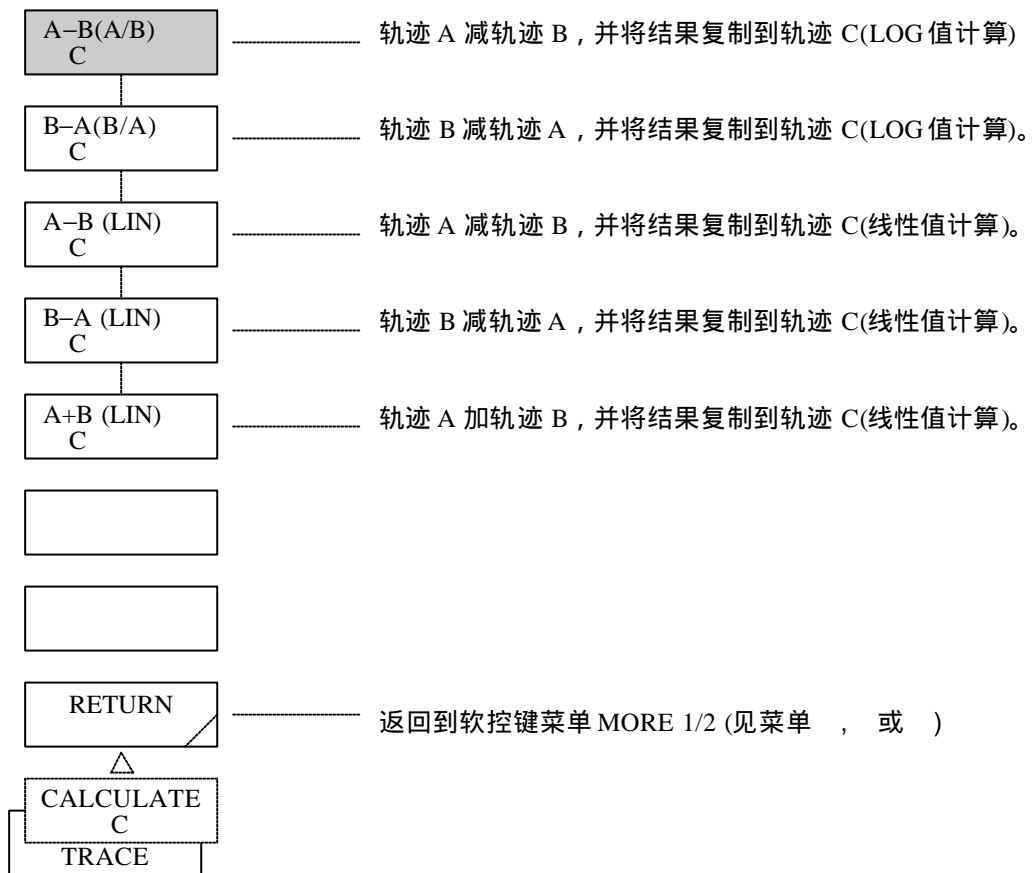 A–B(A/B)
C
轨迹 A 减轨迹 B，并将结果复制到轨迹 C(LOG 值计算)
B–A(B/A)
C
轨迹 B 减轨迹 A，并将结果复制到轨迹 C(LOG 值计算)。
A–B (LIN)
C
轨迹 A 减轨迹 B，并将结果复制到轨迹 C(线性值计算)。
B–A (LIN)
C
轨迹 B 减轨迹 A，并将结果复制到轨迹 C(线性值计算)。
A+B (LIN)
C
轨迹 A 加轨迹 B，并将结果复制到轨迹 C(线性值计算)。
RETURN
返回到软控键菜单 MORE 1/2 (见菜单 ， 或 )
CALCULATE
C
TRACE